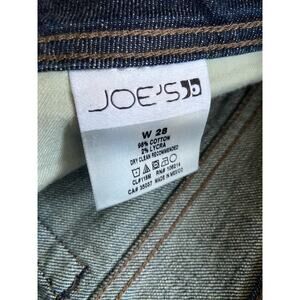 JOE'S
W 28
98% COTTON
2% LYCRA
DRY CLEAN RECOMMENDED
MADE IN MEXICO